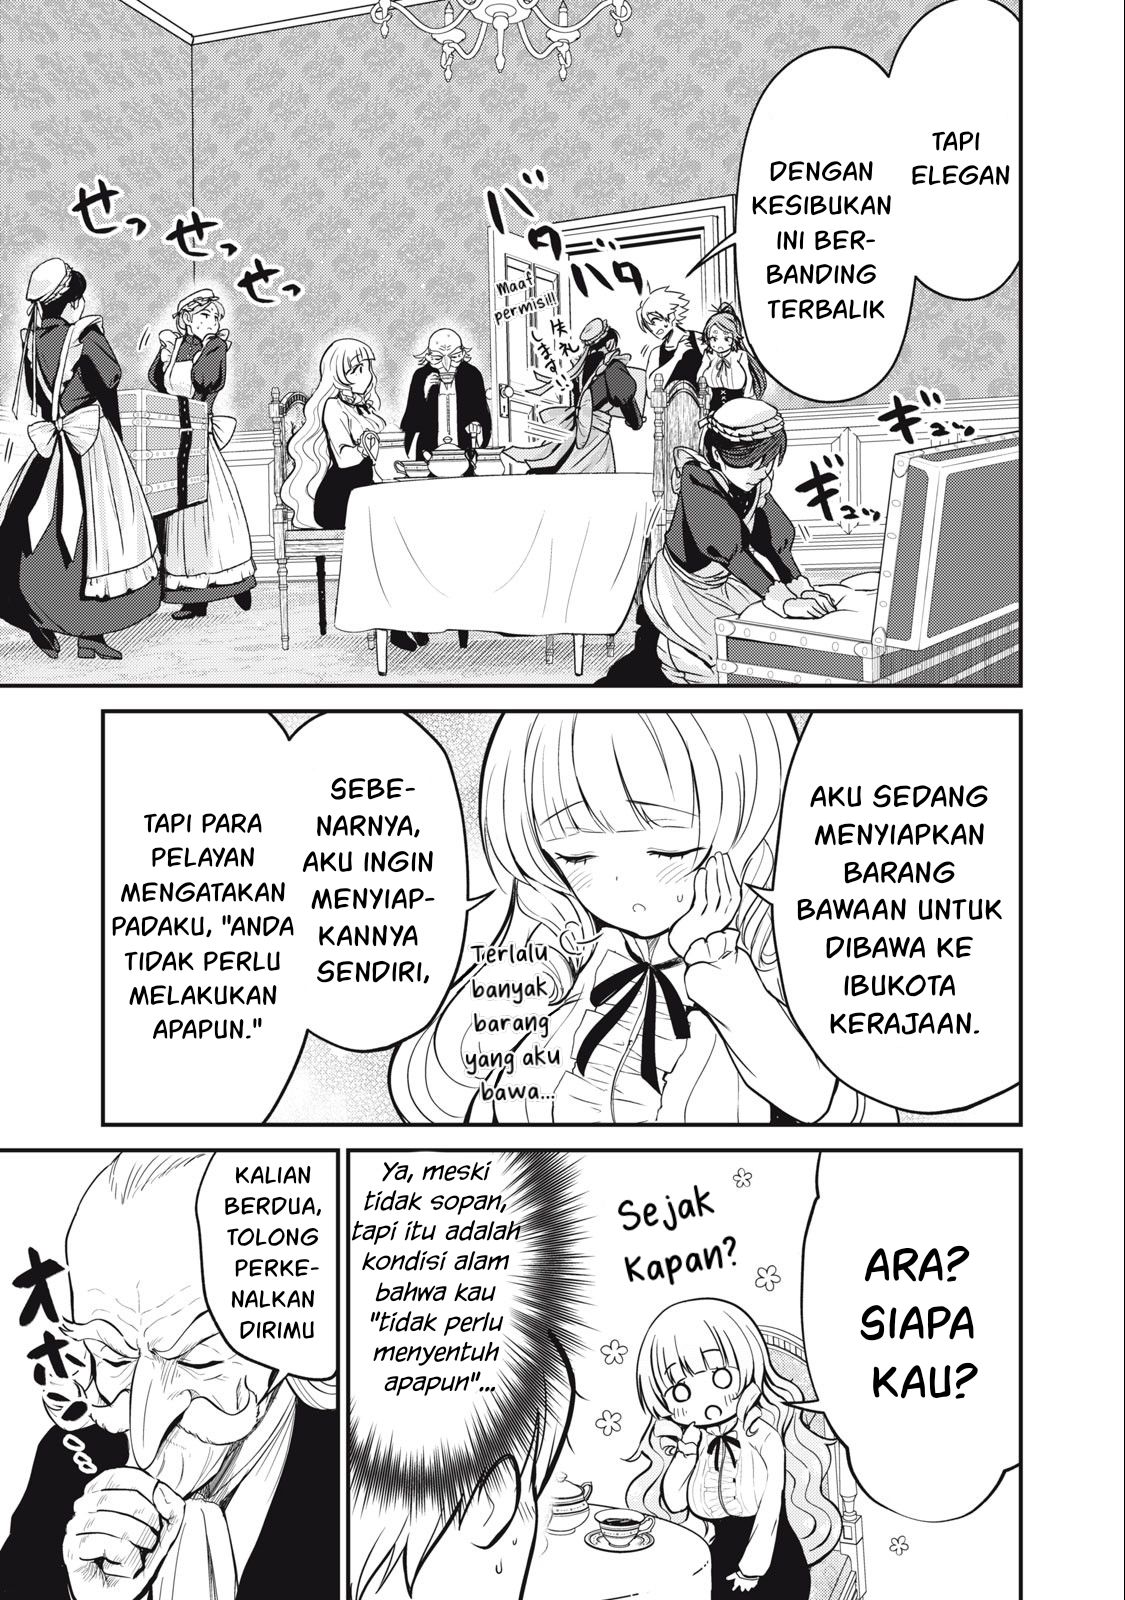 TAPI
ELEGAN
DENGAN
KESIBUKAN
INI BER-
BANDING
TERBALIK
バタ
バタ
Maaf
permisi!!
失礼
します!!
せっ
せっ
ギュッ
ギュッ
AKU SEDANG
MENYIAPKAN
BARANG
BAWAAN UNTUK
DIBAWA KE
IBUKOTA
KERAJAAN.
SEBE-
NARNYA,
AKU INGIN
MENYIAP-
KANNYA
SENDIRI,
TAPI PARA
PELAYAN
MENGATAKAN
PADAKU, "ANDA
TIDAK PERLU
MELAKUKAN
APAPUN."
Terlalu
banyak
barang
yang aku
bawa...
ARA?
SIAPA
KAU?
Sejak
Kapan?
Ya, meski
tidak sopan,
tapi itu adalah
kondisi alam
bahwa kau
"tidak perlu
menyentuh
apapun"...
KALIAN
BERDUA,
TOLONG
PERKE-
NALKAN
DIRIMU
オホン